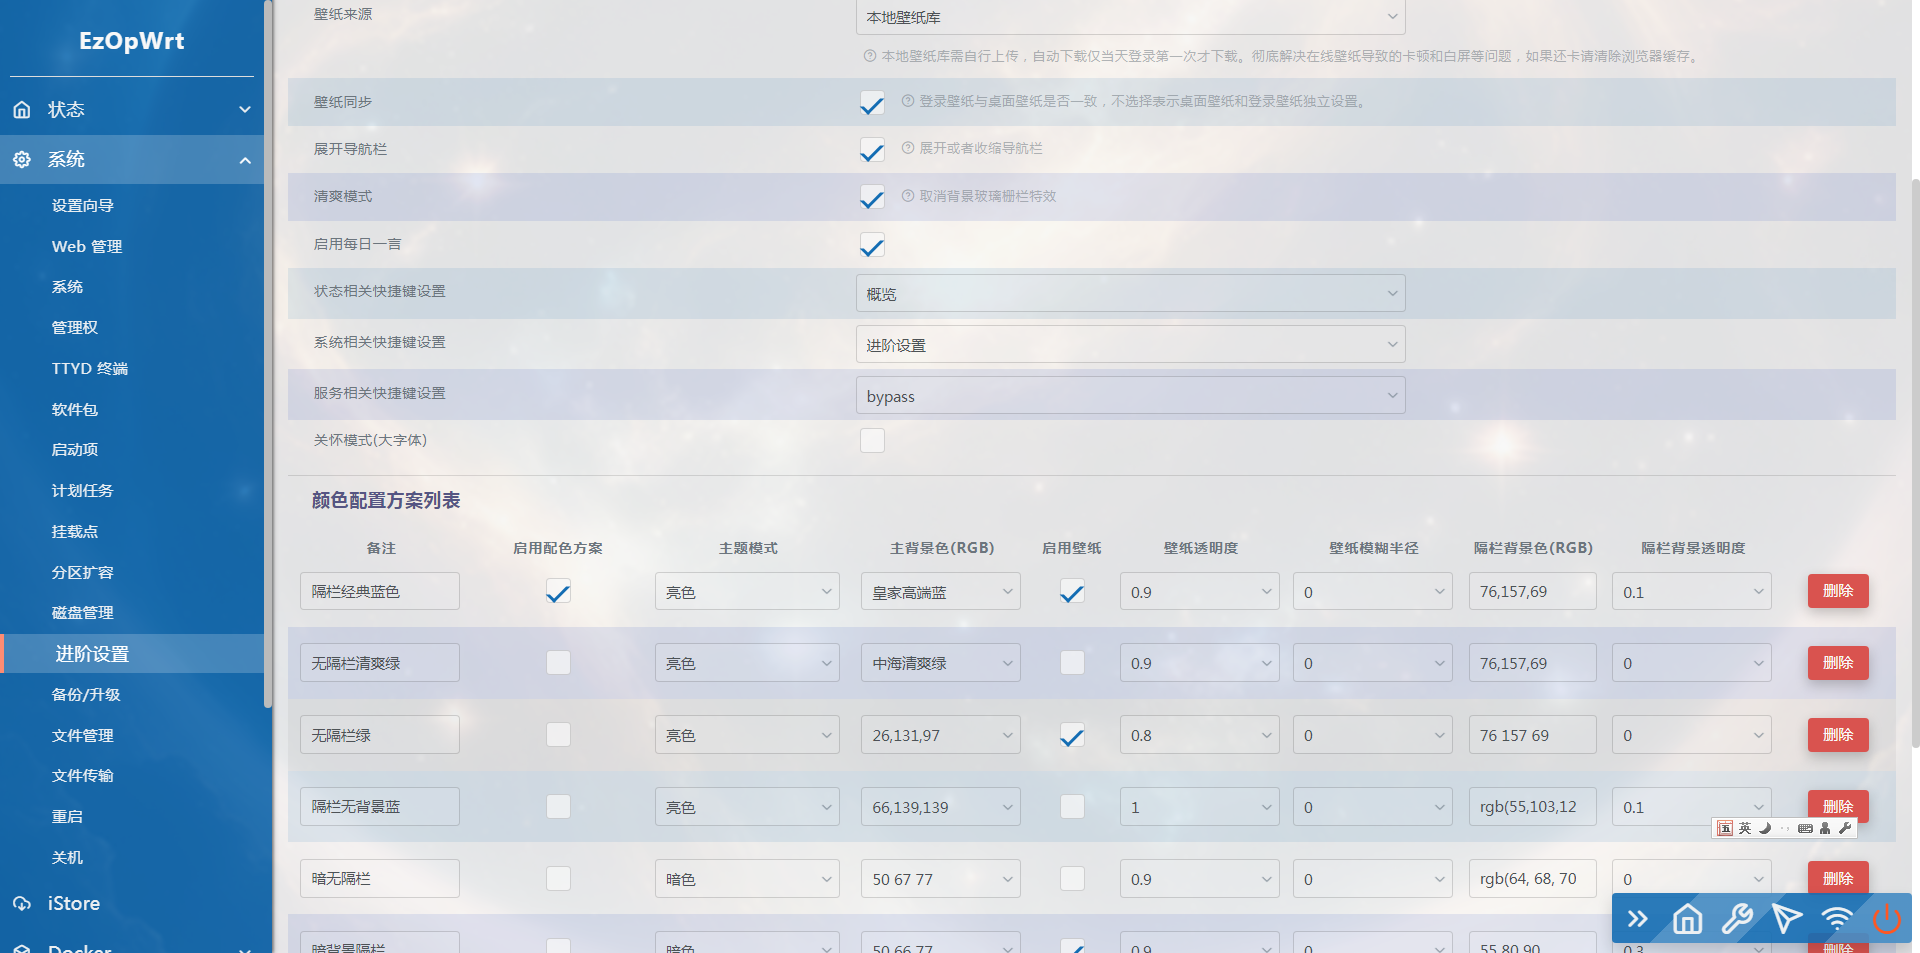 EzOpWrt
状态
系统
设置向导
Web 管理
系统
管理权
TTYD 终端
软件包
启动项
计划任务
挂载点
分区扩容
磁盘管理
进阶设置
备份/升级
文件管理
文件传输
重启
关机
iStore
Docker
壁纸来源
本地壁纸库
本地壁纸库需自行上传，自动下载仅当天登录第一次才下载。彻底解决在线壁纸导致的卡顿和白屏等问题，如果还卡请清除浏览器缓存。
壁纸同步
登录壁纸与桌面壁纸是否一致，不选择表示桌面壁纸和登录壁纸独立设置。
展开导航栏
展开或者收缩导航栏
清爽模式
取消背景玻璃栅栏特效
启用每日一言
状态相关快捷键设置
概览
系统相关快捷键设置
进阶设置
服务相关快捷键设置
bypass
关怀模式(大字体)
颜色配置方案列表
备注 启用配色方案 主题模式 主背景色(RGB) 启用壁纸 壁纸透明度 壁纸模糊半径 隔栏背景色(RGB) 隔栏背景透明度
隔栏经典蓝色 亮色 皇家高端蓝 0.9 0 76,157,69 0.1 删除
无隔栏清爽绿 亮色 中海清爽绿 0.9 0 76,157,69 0 删除
无隔栏绿 亮色 26,131,97 0.8 0 76 157 69 0 删除
隔栏无背景蓝 亮色 66,139,139 1 0 rgb(55,103,12 0.1 删除
五 英
暗无隔栏 暗色 50 67 77 0.9 0 rgb(64, 68, 70 0 删除
暗背景隔栏 暗色 50 66 77 0.9 0 55 80 90 0.3 删除